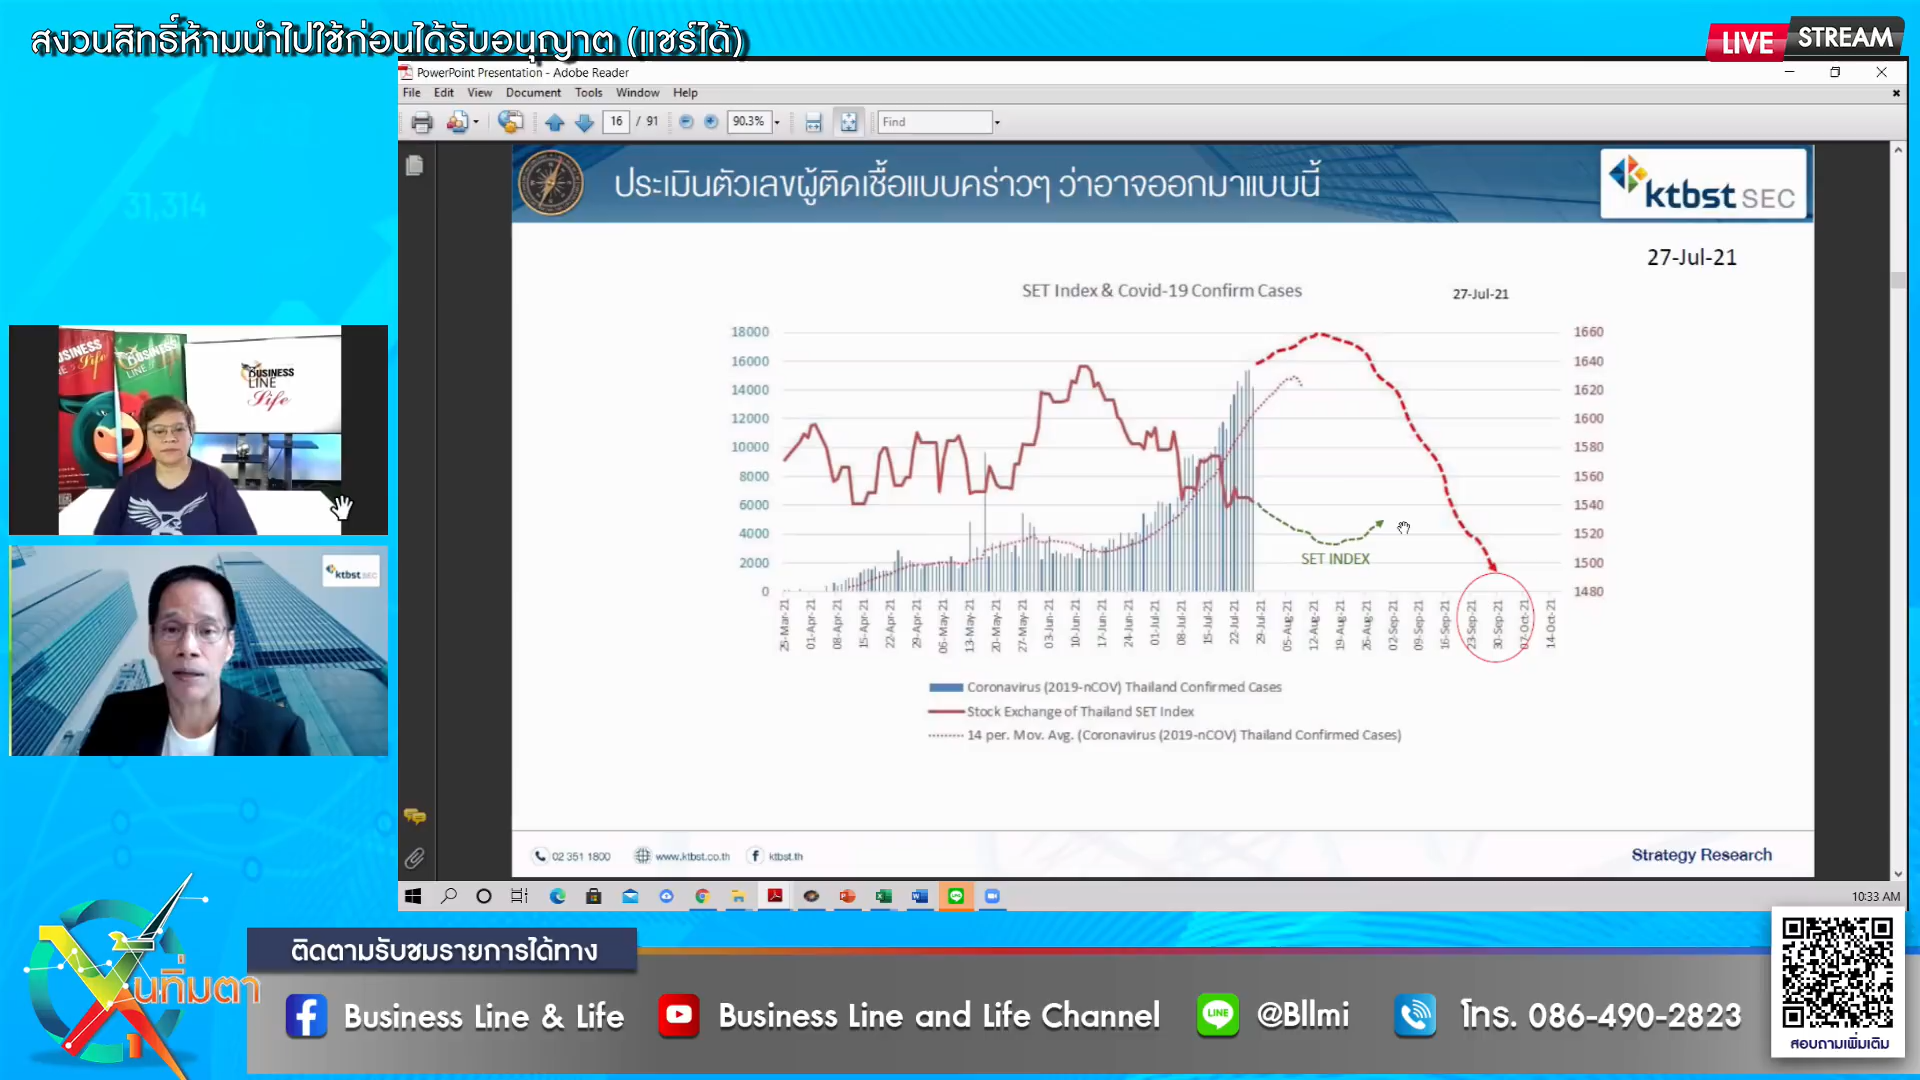 สงวนสิทธิ์ห้ามนำไปใช้ก่อนได้รับอนุญาต (แชร์ได้)
LIVE STREAM
PowerPoint Presentation - Adobe Reader
File Edit View Document Tools Window Help
16 / 91 90.3% Find
ประเมินตัวเลขผู้ติดเชื้อแบบคร่าวๆ ว่าอาจออกมาแบบนี้
ktbst SEC
27-Jul-21
SET Index & Covid-19 Confirm Cases
27-Jul-21
18000 1660
16000 1640
14000 1620
12000 1600
10000 1580
8000 1560
6000 1540
4000 1520
2000 1500
0 1480
SET INDEX
25-Mar-21 01-Apr-21 08-Apr-21 15-Apr-21 22-Apr-21 29-Apr-21 06-May-21 13-May-21 20-May-21 27-May-21 03-Jun-21 10-Jun-21 17-Jun-21 24-Jun-21 01-Jul-21 08-Jul-21 15-Jul-21 22-Jul-21 29-Jul-21 05-Aug-21 12-Aug-21 19-Aug-21 26-Aug-21 02-Sep-21 09-Sep-21 16-Sep-21 23-Sep-21 30-Sep-21 07-Oct-21 14-Oct-21
Coronavirus (2019-nCOV) Thailand Confirmed Cases
Stock Exchange of Thailand SET Index
14 per. Mov. Avg. (Coronavirus (2019-nCOV) Thailand Confirmed Cases)
02 351 1800 www.ktbst.co.th ktbst.th
Strategy Research
10:33 AM
31,314
BUSINESS
LINE
Life
ktbst SEC
นทิ่มตา
ติดตามรับชมรายการได้ทาง
Business Line & Life
Business Line and Life Channel
LINE
@Bllmi
โทร. 086-490-2823
สอบถามเพิ่มเติม